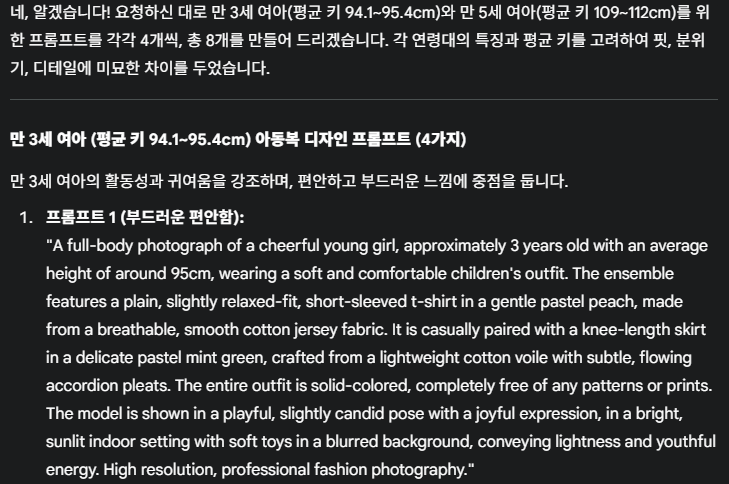 네, 알겠습니다! 요청하신 대로 만 3세 여아(평균 키 94.1~95.4cm)와 만 5세 여아(평균 키 109~112cm)를 위
한 프롬프트를 각각 4개씩, 총 8개를 만들어 드리겠습니다. 각 연령대의 특징과 평균 키를 고려하여 핏, 분위
기, 디테일에 미묘한 차이를 두었습니다.
만 3세 여아 (평균 키 94.1~95.4cm) 아동복 디자인 프롬프트 (4가지)
만 3세 여아의 활동성과 귀여움을 강조하며, 편안하고 부드러운 느낌에 중점을 둡니다.
1. 프롬프트 1 (부드러운 편안함):
"A full-body photograph of a cheerful young girl, approximately 3 years old with an average
height of around 95cm, wearing a soft and comfortable children's outfit. The ensemble
features a plain, slightly relaxed-fit, short-sleeved t-shirt in a gentle pastel peach, made
from a breathable, smooth cotton jersey fabric. It is casually paired with a knee-length skirt
in a delicate pastel mint green, crafted from a lightweight cotton voile with subtle, flowing
accordion pleats. The entire outfit is solid-colored, completely free of any patterns or prints.
The model is shown in a playful, slightly candid pose with a joyful expression, in a bright,
sunlit indoor setting with soft toys in a blurred background, conveying lightness and youthful
energy. High resolution, professional fashion photography."